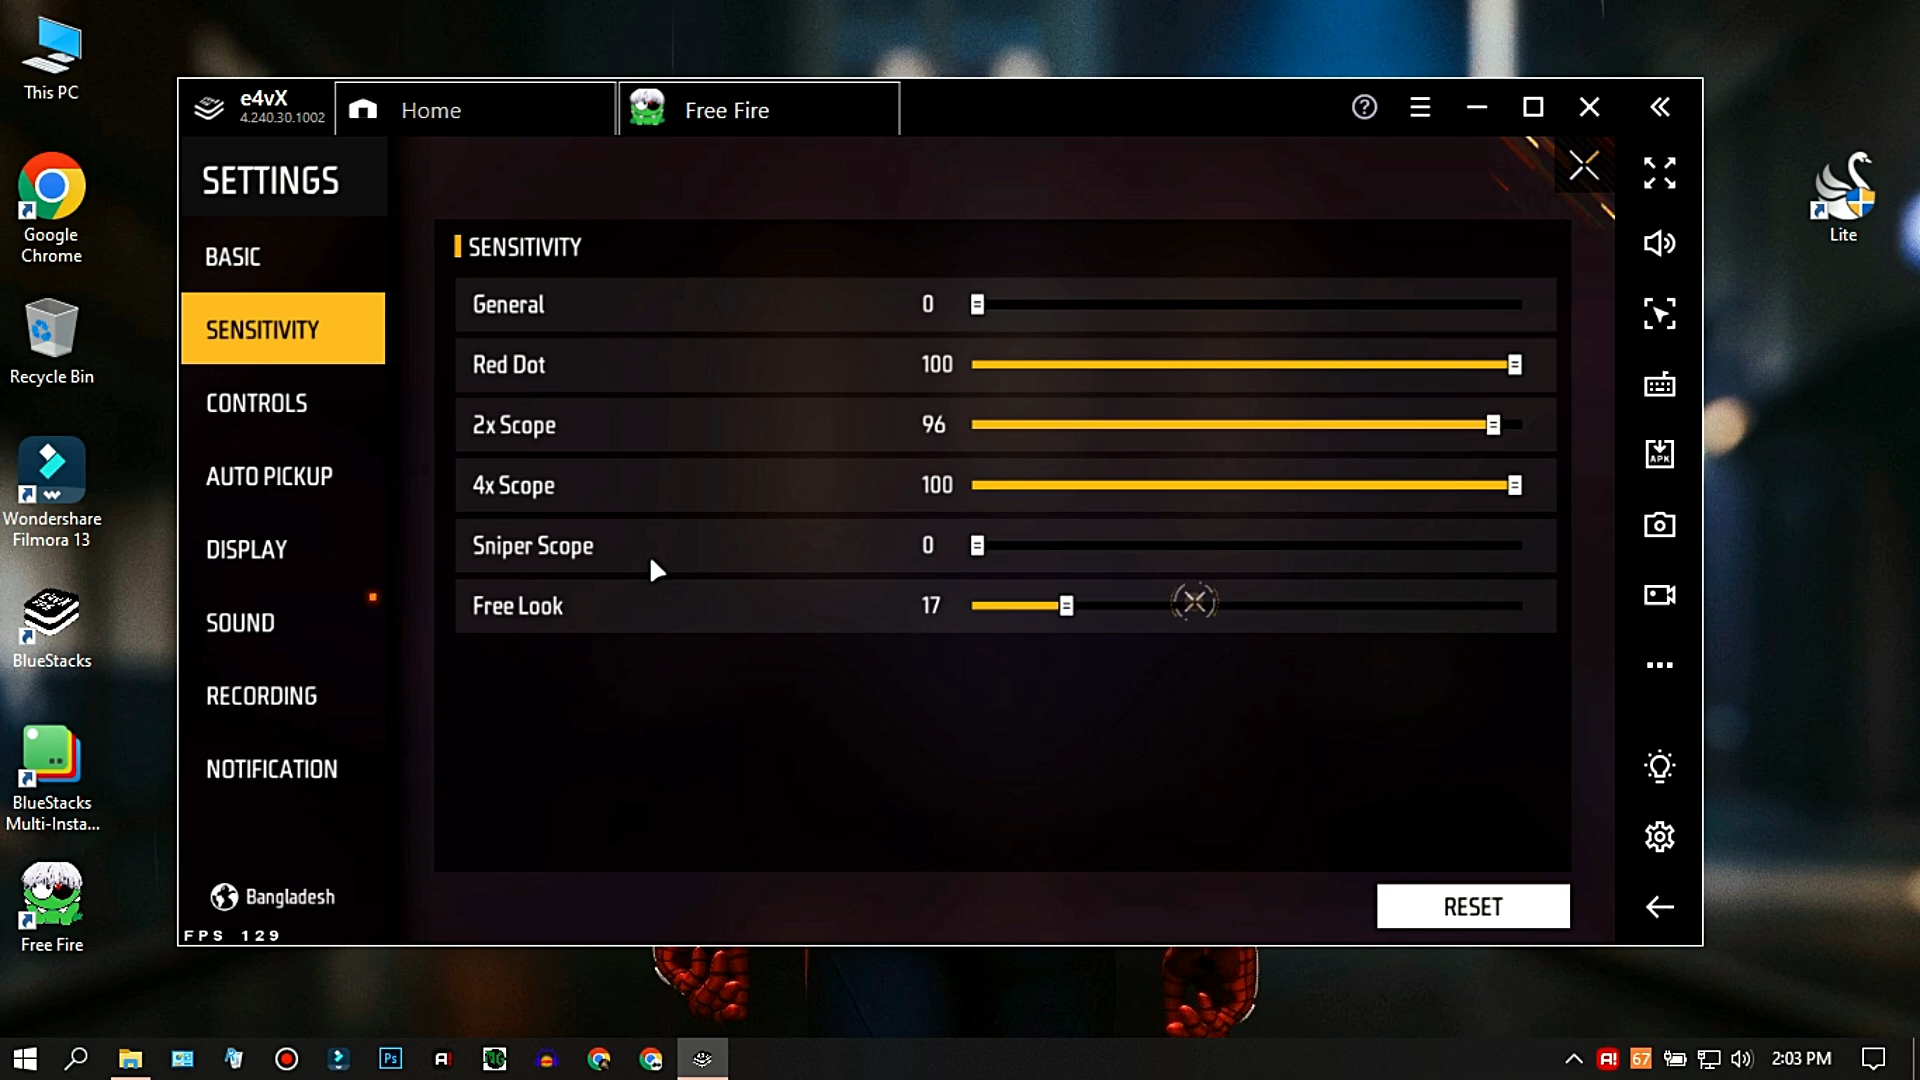 This PC
Google
Chrome
Recycle Bin
Wondershare
Filmora 13
BlueStacks
BlueStacks
Multi-Insta...
Free Fire
e4vX
4.240.30.1002
Home
Free Fire
SETTINGS
BASIC
SENSITIVITY
CONTROLS
AUTO PICKUP
DISPLAY
SOUND
RECORDING
NOTIFICATION
Bangladesh
FPS 129
SENSITIVITY
General 0
Red Dot 100
2x Scope 96
4x Scope 100
Sniper Scope 0
Free Look 17
RESET
APK
Lite
Ps
A!
A!
67
2:03 PM